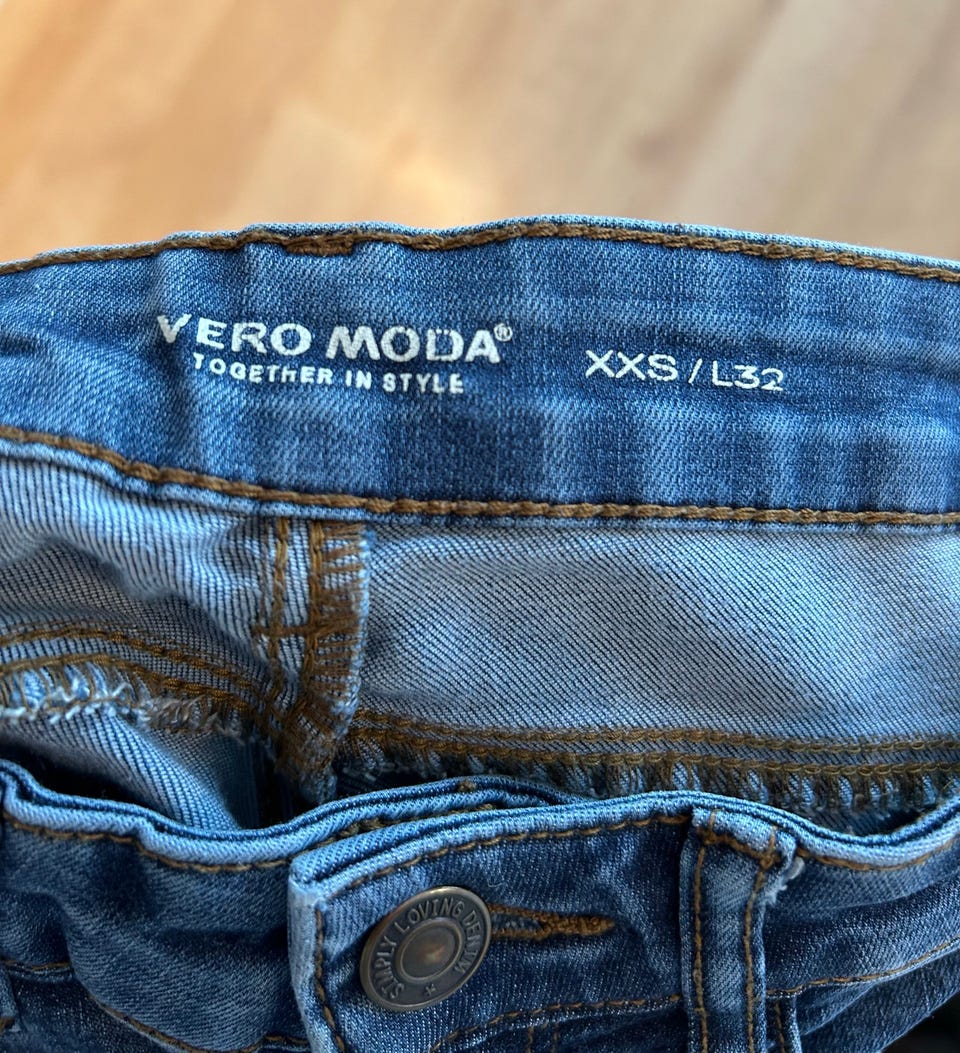 VERO MODA®
TOGETHER IN STYLE
XXS / L32
SIMPLY LOVING DENIM